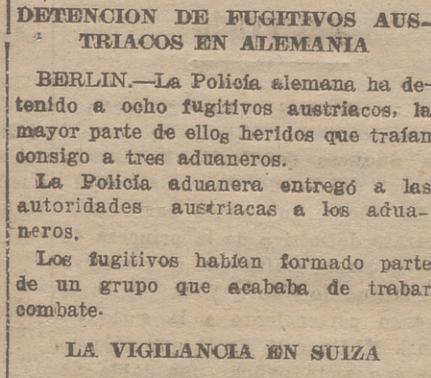 DETENCION DE FUGITIVOS AUS-
TRIACOS EN ALEMANIA
BERLIN.—La Policía alemana ha de-
tenido a ocho fugitivos austriacos, la
mayor parte de ellos heridos que traían
consigo a tres aduaneros.
La Policía aduanera entregó a las
autoridades austriacas a los adua-
neros.
Los fugitivos habían formado parte
de un grupo que acababa de trabar
combate.
LA VIGILANCIA EN SUIZA